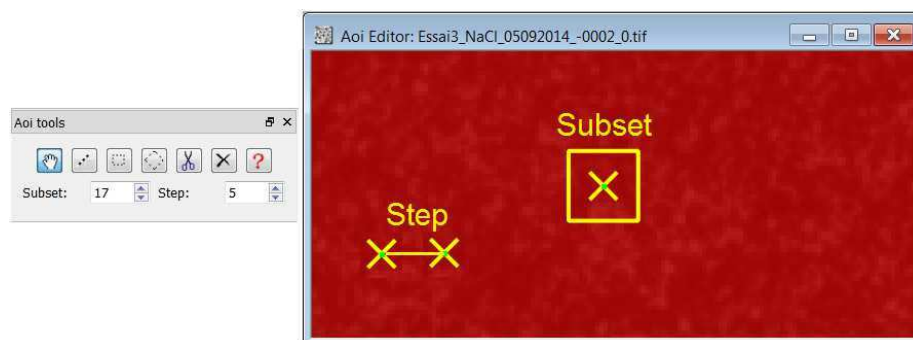 Aoi tools
Subset: 17 Step: 5
Aoi Editor: Essai3_NaCl_05092014_-0002_0.tif
Subset
Step